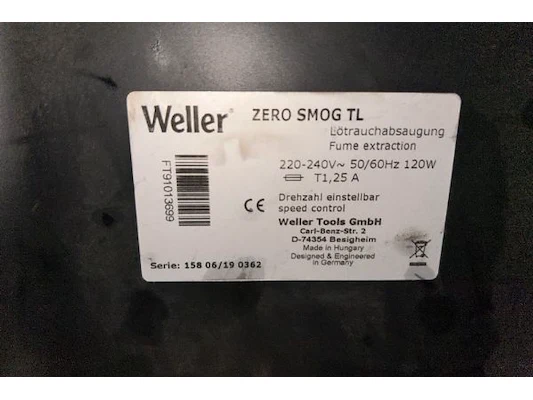 Weller® ZERO SMOG TL
Lötrauchabsaugung
Fume extraction
220-240V~ 50/60Hz 120W
T1,25 A
FT91013699
Drehzahl einstellbar
CE speed control
Weller Tools GmbH
Carl-Benz-Str. 2
D-74354 Besigheim
Made in Hungary
Designed & Engineered
in Germany
Serie: 158 06/19 0362